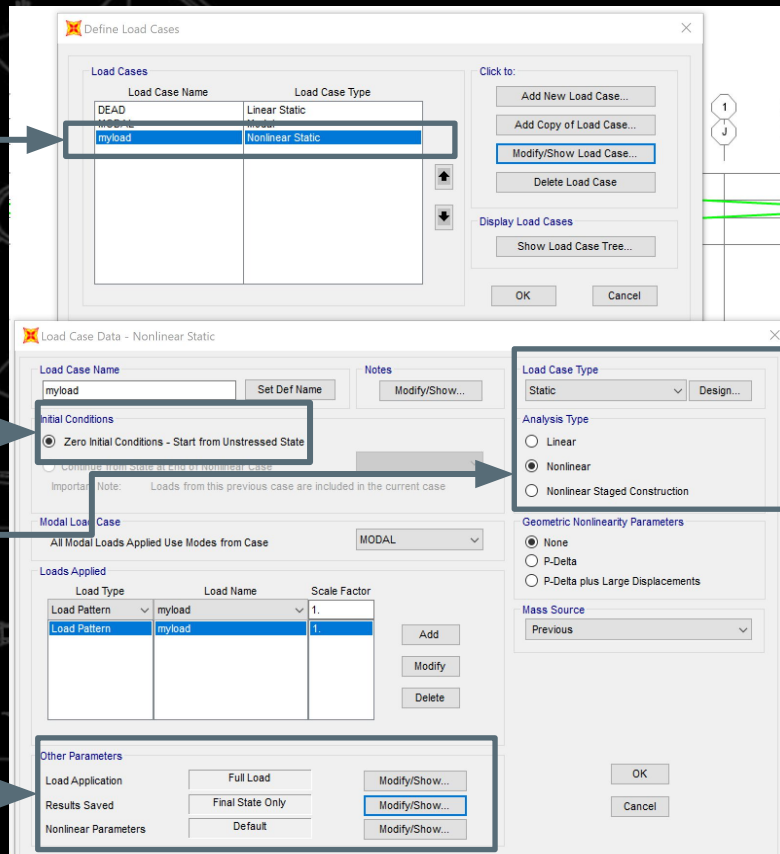 Define Load Cases
Load Cases
Click to:
Load Case Name Load Case Type
DEAD Linear Static
MODAL Modal
myload Nonlinear Static
Add New Load Case...
Add Copy of Load Case...
Modify/Show Load Case...
Delete Load Case
Display Load Cases
Show Load Case Tree...
OK Cancel
1
J
Load Case Data - Nonlinear Static
Load Case Name
myload Set Def Name
Notes
Modify/Show...
Load Case Type
Static Design...
Initial Conditions
Zero Initial Conditions - Start from Unstressed State
Continue from State at End of Nonlinear Case
Important Note: Loads from this previous case are included in the current case
Analysis Type
Linear
Nonlinear
Nonlinear Staged Construction
Modal Load Case
All Modal Loads Applied Use Modes from Case MODAL
Geometric Nonlinearity Parameters
None
P-Delta
P-Delta plus Large Displacements
Loads Applied
Load Type Load Name Scale Factor
Load Pattern myload 1.
Load Pattern myload 1.
Add
Modify
Delete
Mass Source
Previous
Other Parameters
Load Application Full Load Modify/Show...
Results Saved Final State Only Modify/Show...
Nonlinear Parameters Default Modify/Show...
OK
Cancel